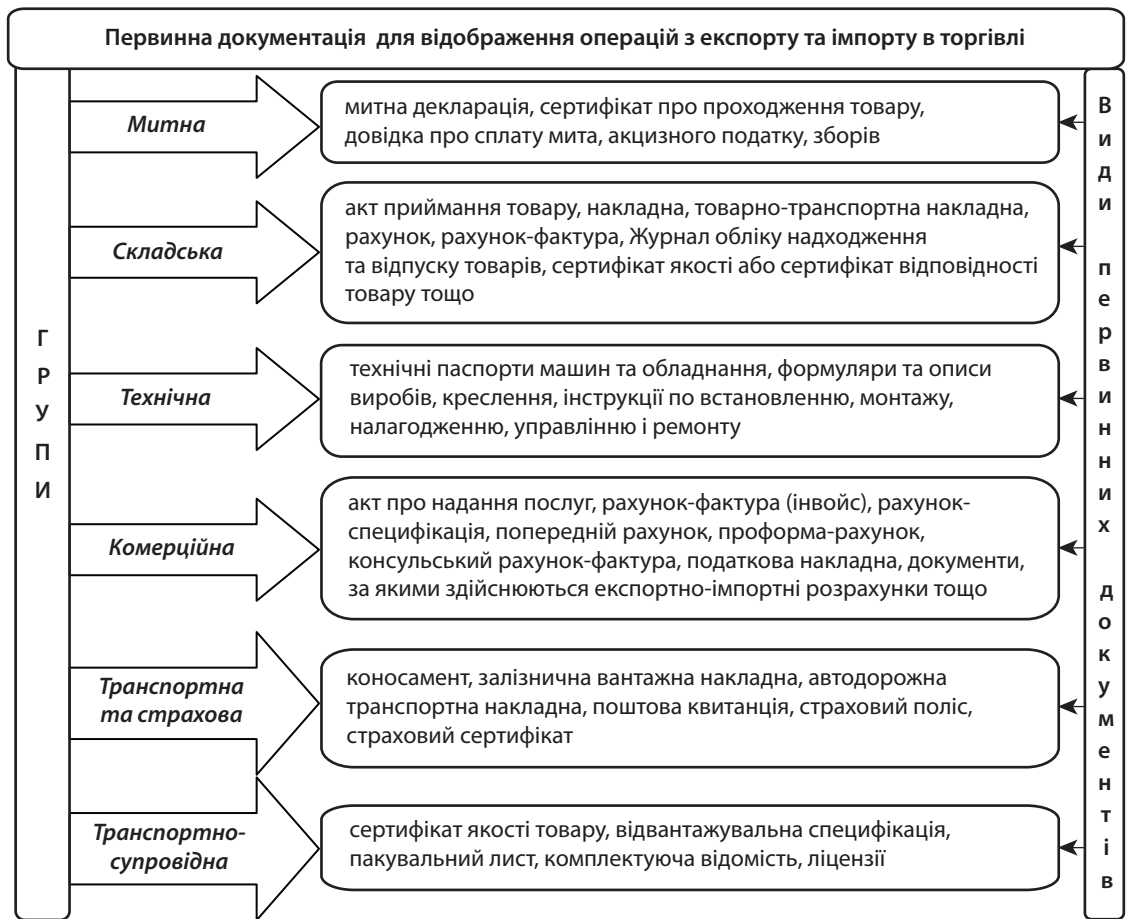 Первинна документація для відображення операцій з експорту та імпорту в торгівлі
ГРУПИ
Митна
митна декларація, сертифікат про проходження товару,
довідка про сплату мита, акцизного податку, зборів
Складська
акт приймання товару, накладна, товарно-транспортна накладна,
рахунок, рахунок-фактура, Журнал обліку надходження
та відпуску товарів, сертифікат якості або сертифікат відповідності
товару тощо
Технічна
технічні паспорти машин та обладнання, формуляри та описи
виробів, креслення, інструкції по встановленню, монтажу,
налагодженню, управлінню і ремонту
Комерційна
акт про надання послуг, рахунок-фактура (інвойс), рахунок-
специфікація, попередній рахунок, проформа-рахунок,
консульський рахунок-фактура, податкова накладна, документи,
за якими здійснюються експортно-імпортні розрахунки тощо
Транспортна
та страхова
коносамент, залізнична вантажна накладна, автодорожна
транспортна накладна, поштова квитанція, страховий поліс,
страховий сертифікат
Транспортно-
супровідна
сертифікат якості товару, відвантажувальна специфікація,
пакувальний лист, комплектуюча відомість, ліцензії
Види первинних документів